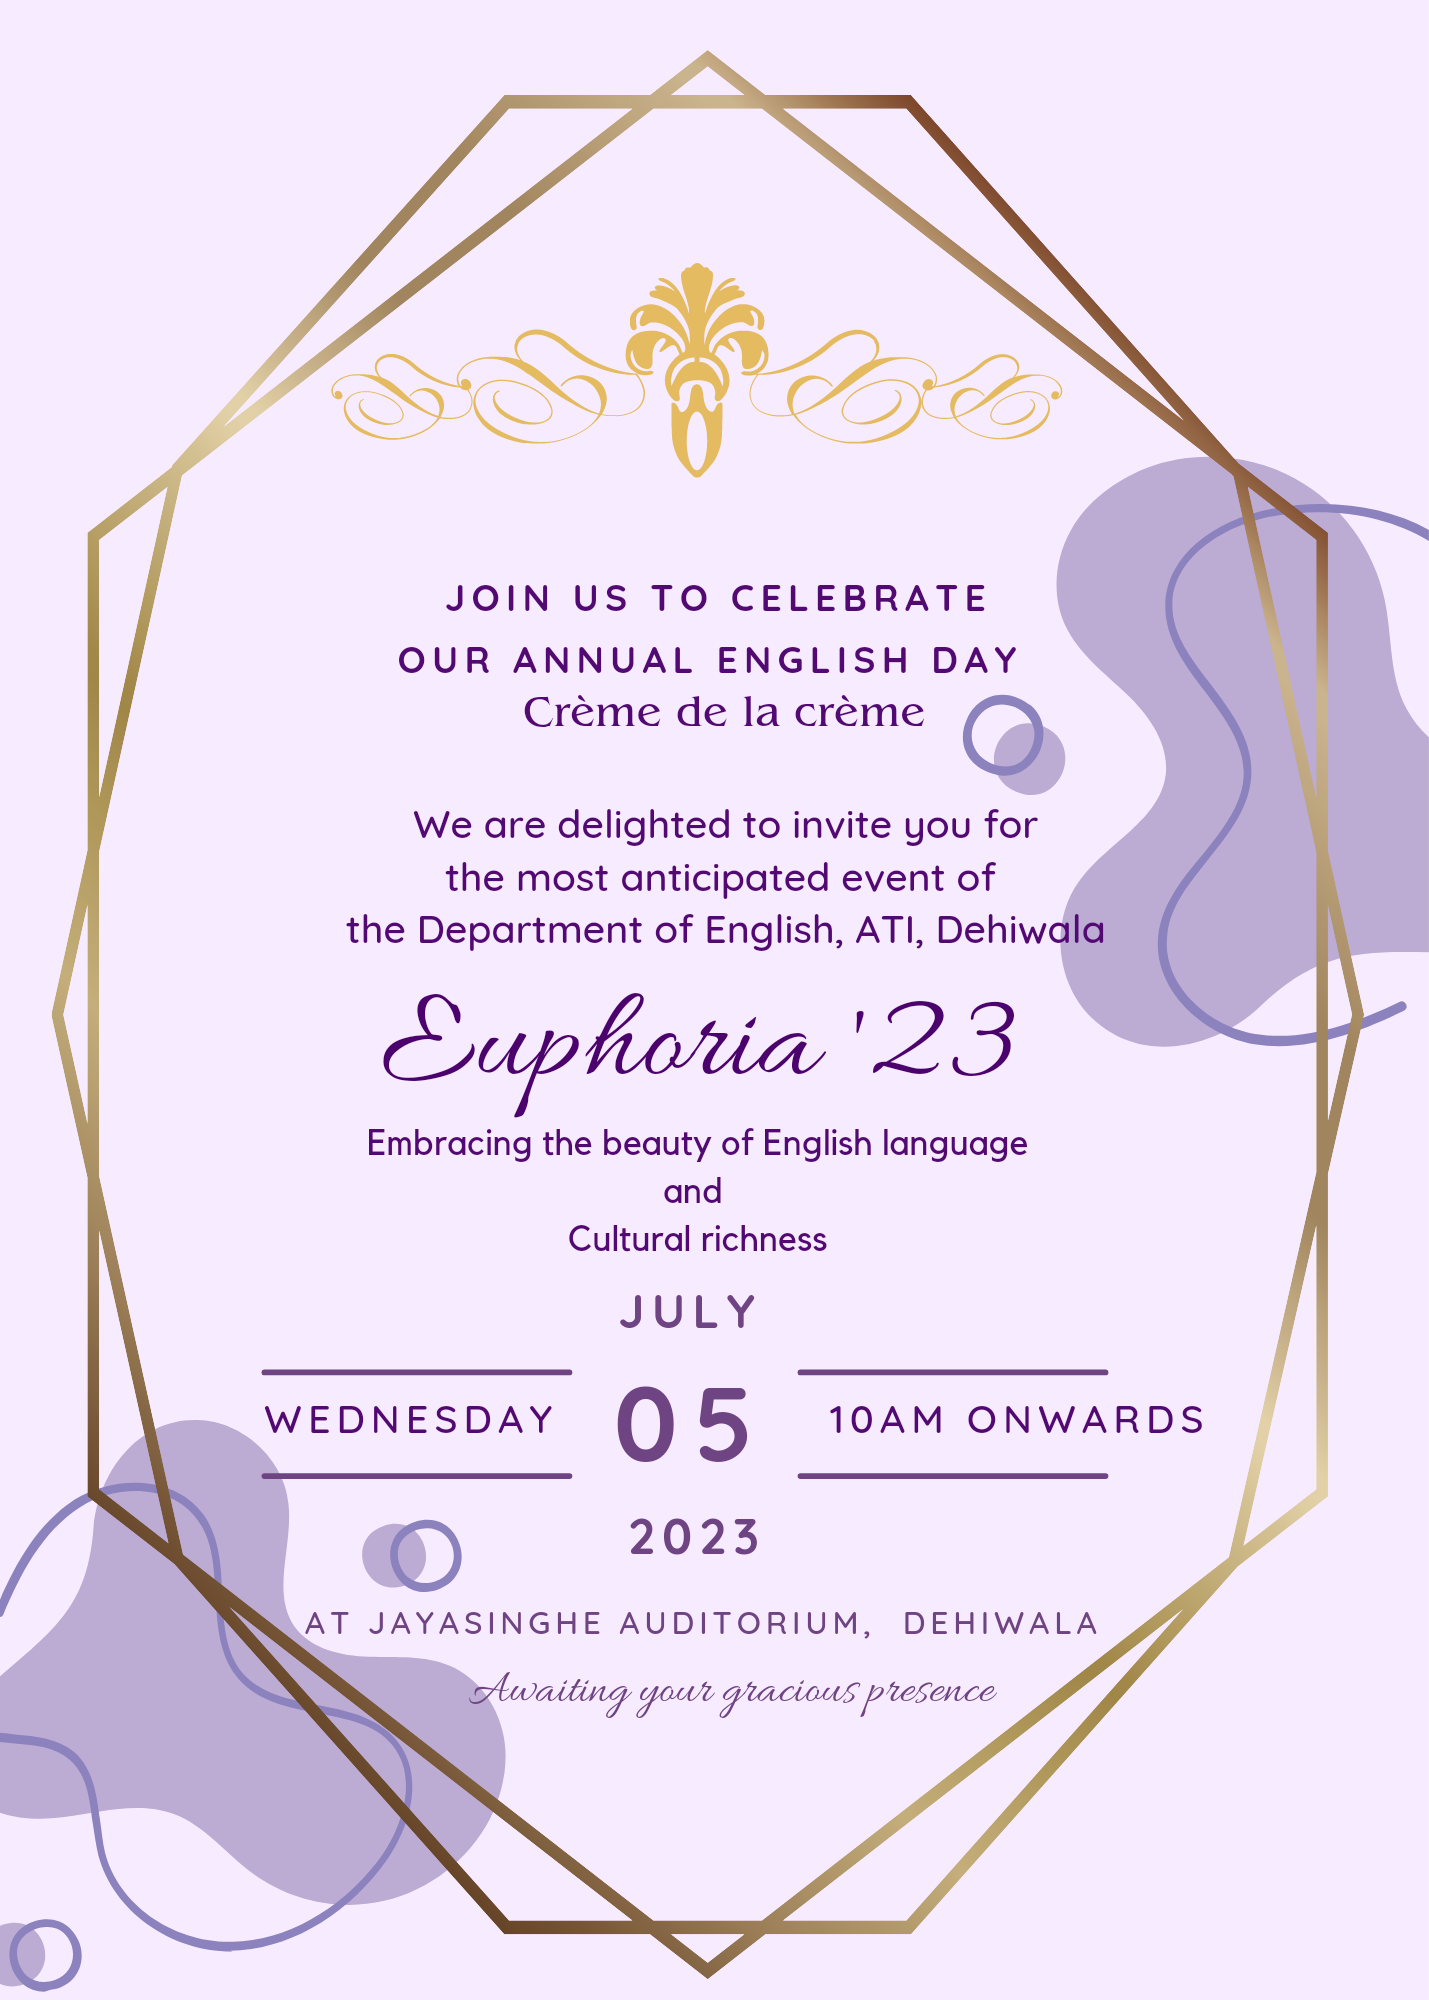 JOIN US TO CELEBRATE
OUR ANNUAL ENGLISH DAY
Crème de la crème
We are delighted to invite you for
the most anticipated event of
the Department of English, ATI, Dehiwala
Euphoria '23
Embracing the beauty of English language
and
Cultural richness
JULY
WEDNESDAY 05 10AM ONWARDS
2023
AT JAYASINGHE AUDITORIUM, DEHIWALA
Awaiting your gracious presence